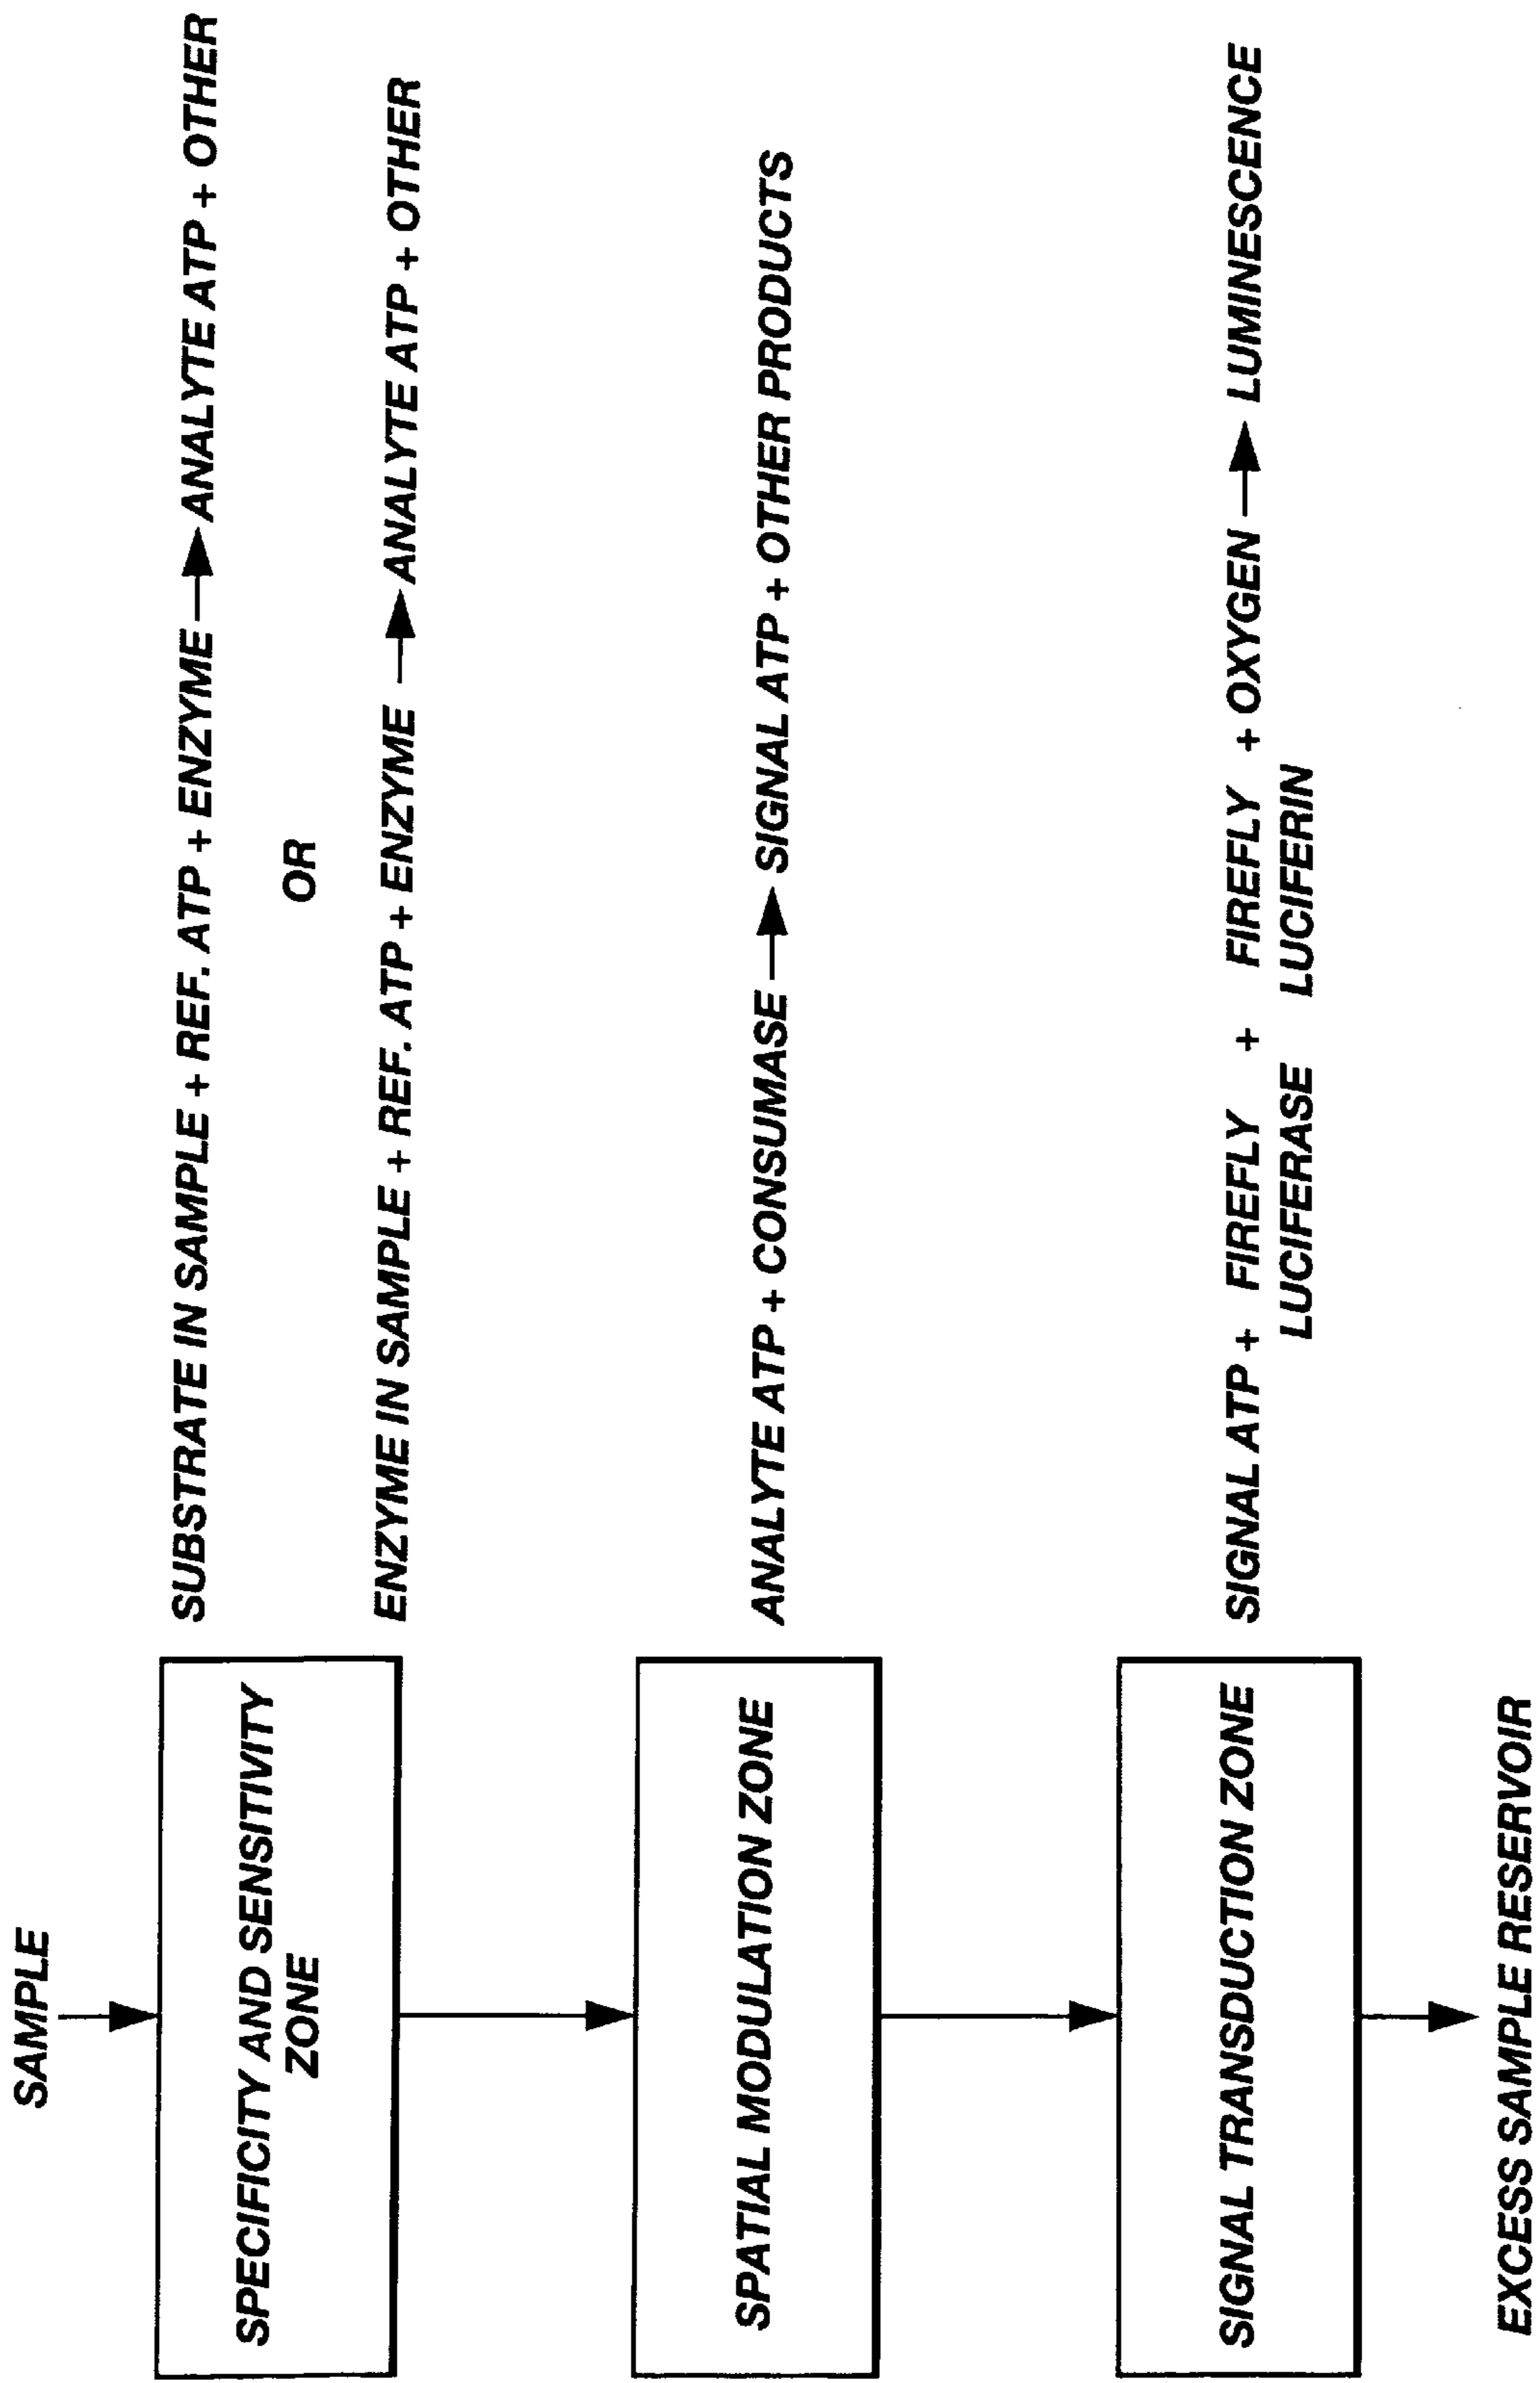 SAMPLE
SPECIFICITY AND SENSITIVITY
ZONE
SUBSTRATE IN SAMPLE + REF. ATP + ENZYME → ANALYTE ATP + OTHER
OR
ENZYME IN SAMPLE + REF. ATP + ENZYME → ANALYTE ATP + OTHER
SPATIAL MODULATION ZONE
ANALYTE ATP + CONSUMASE → SIGNAL ATP + OTHER PRODUCTS
SIGNAL TRANSDUCTION ZONE
SIGNAL ATP + FIREFLY + FIREFLY + OXYGEN → LUMINESCENCE
LUCIFERASE LUCIFERIN
EXCESS SAMPLE RESERVOIR